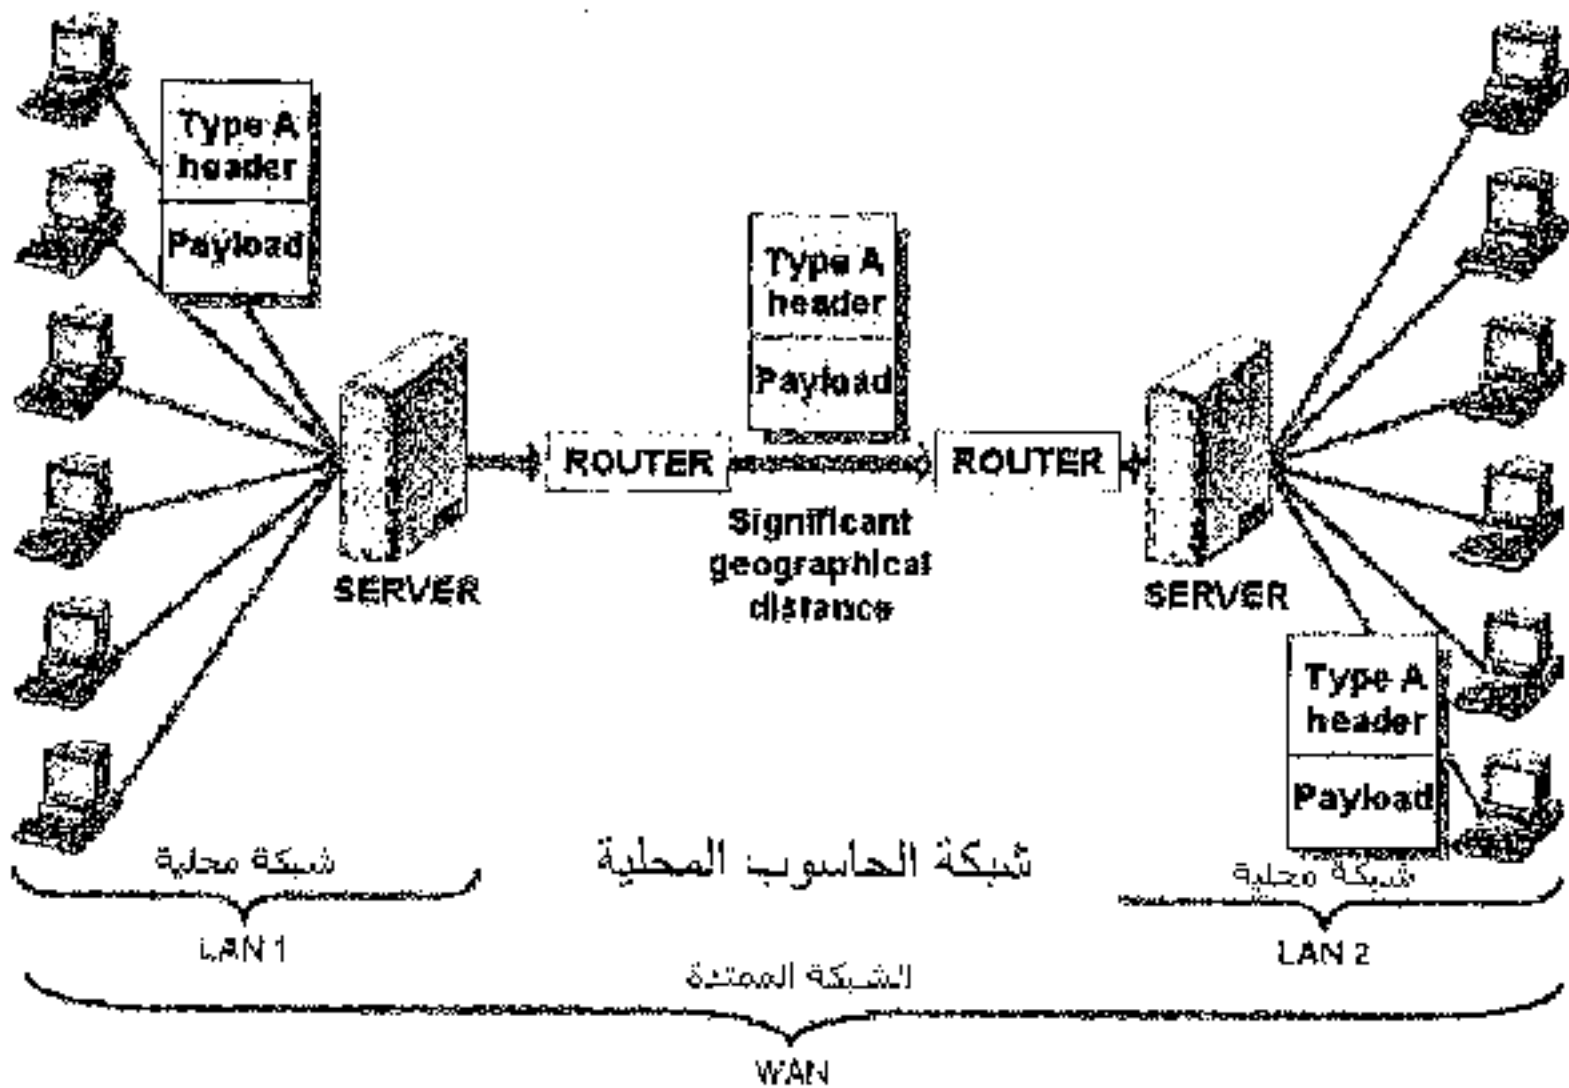 Type A
header
Payload
Type A
header
Payload
ROUTER
ROUTER
SERVER
Significant
geographical
distance
SERVER
Type A
header
Payload
شبكة محلية
شبكة الحاسوب المحلية
شبكة محلية
LAN 1
LAN 2
الشبكة الممتدة
WAN